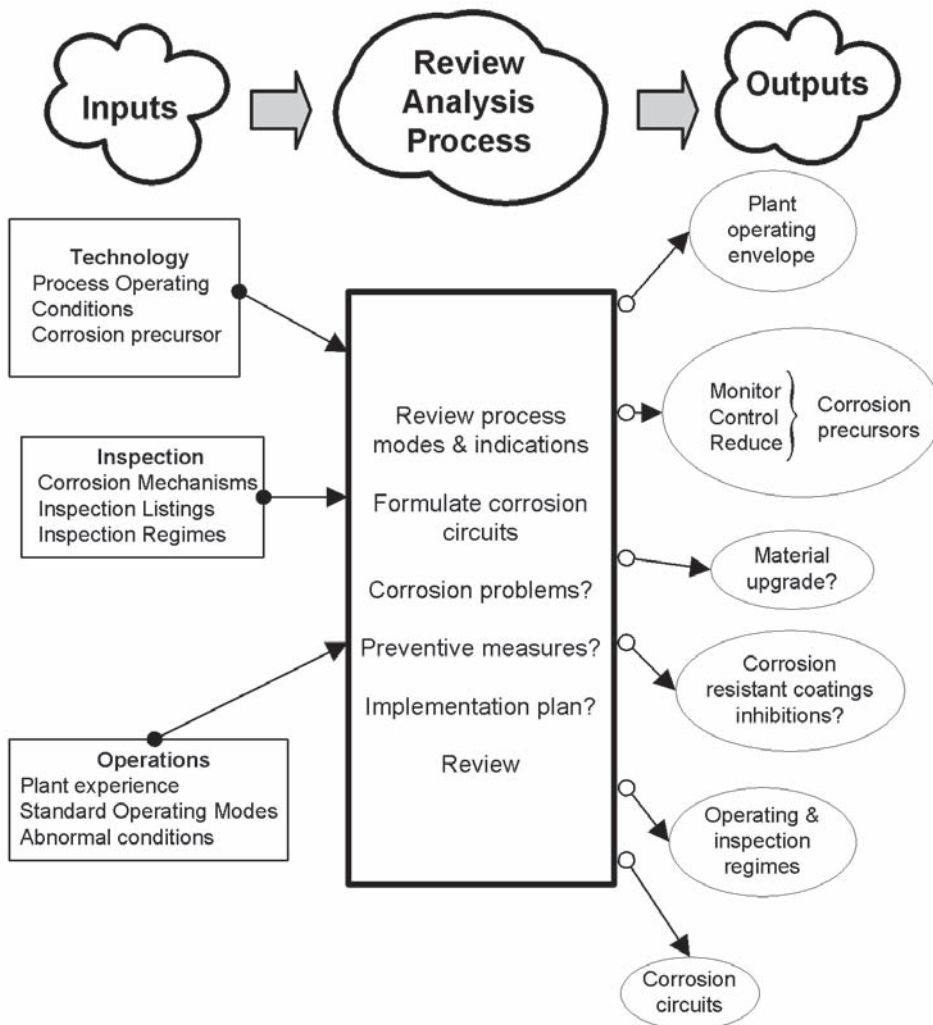 Inputs
Review
Analysis
Process
Outputs
Technology
Process Operating
Conditions
Corrosion precursor
Inspection
Corrosion Mechanisms
Inspection Listings
Inspection Regimes
Operations
Plant experience
Standard Operating Modes
Abnormal conditions
Review process
modes & indications
Formulate corrosion
circuits
Corrosion problems?
Preventive measures?
Implementation plan?
Review
Plant
operating
envelope
Monitor
Control
Reduce
Corrosion
precursors
Material
upgrade?
Corrosion
resistant coatings
inhibitions?
Operating &
inspection
regimes
Corrosion
circuits